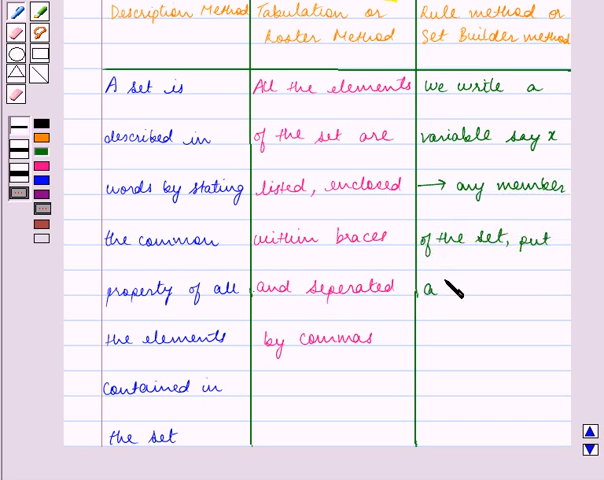 Description Method
Tabulation or
Roster Method
Rule method or
Set Builder method
A set is
described in
words by stating
the common
property of all
the elements
contained in
the set
All the elements
of the set are
listed, enclosed
within braces
and seperated
by commas
We write a
variable say x
→ any member
of the set, put
a